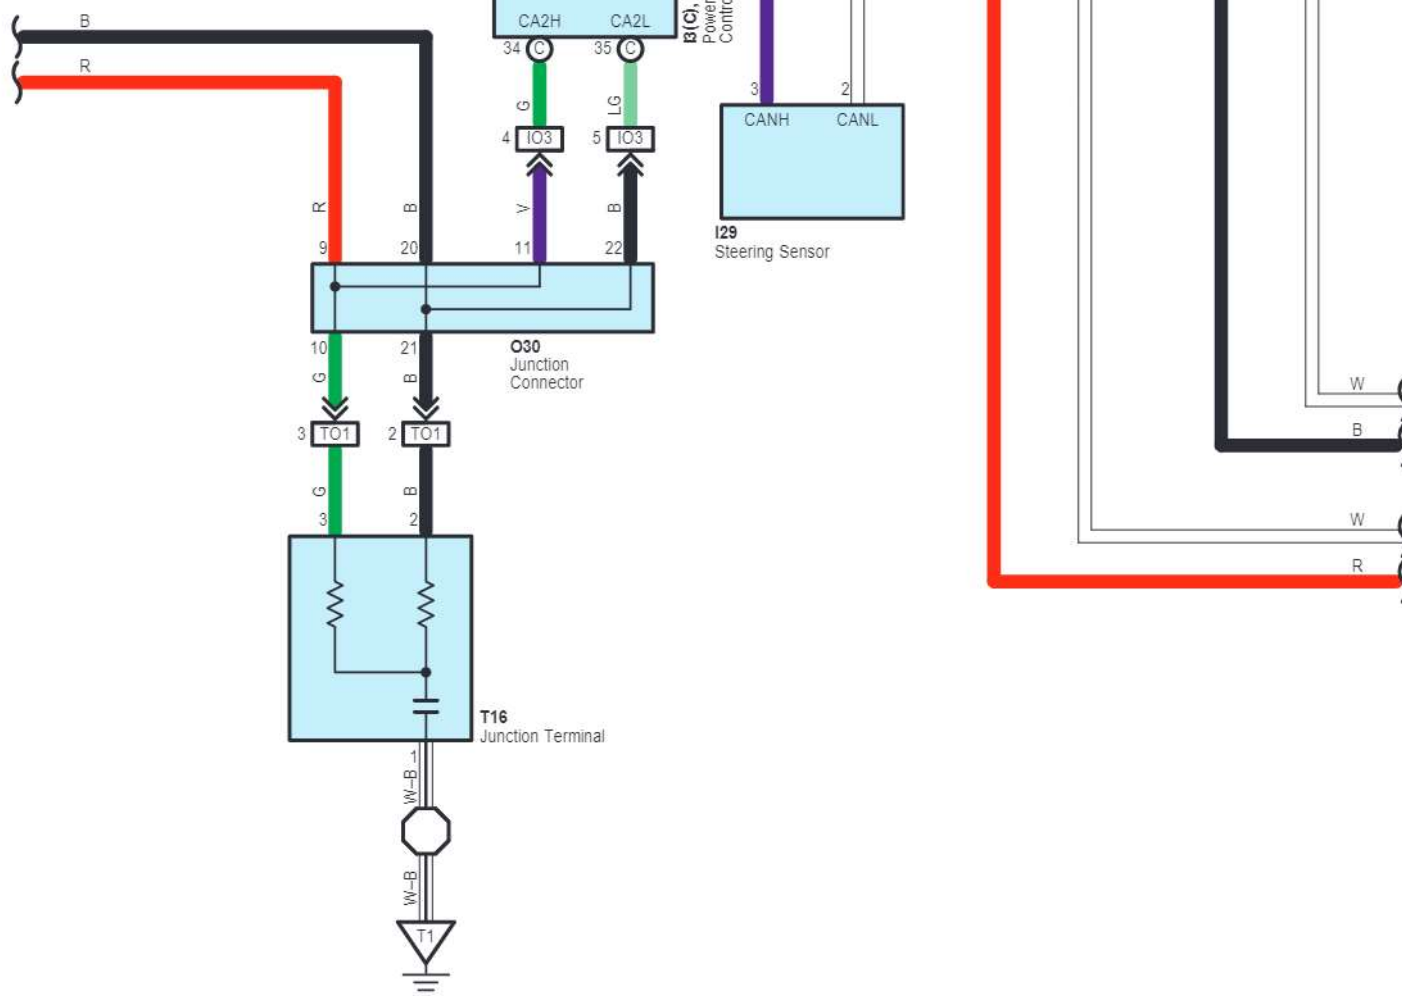 B
R
CA2H
CA2L
34
C
35
C
I3(C),
Power
Contro
G
LG
4
IO3
5
IO3
3
2
CANH
CANL
I29
Steering Sensor
R
B
V
B
9
20
11
22
10
21
O30
Junction
Connector
G
B
3
TO1
2
TO1
G
B
3
2
T16
Junction Terminal
1
W–B
W–B
T1
W
B
W
R